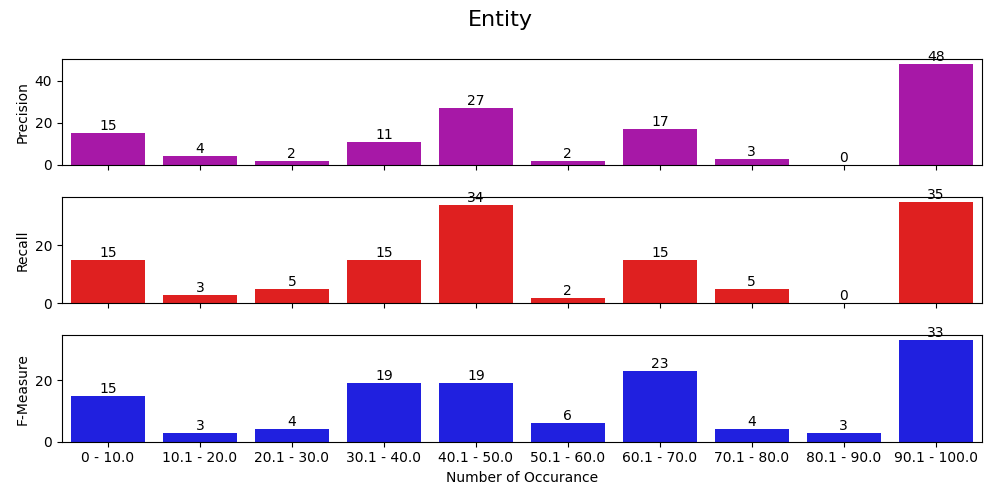 Entity
Precision
40
20
0
15 4 2 11 27 2 17 3 0 48
Recall
20
0
15 3 5 15 34 2 15 5 0 35
F-Measure
20
0
15 3 4 19 19 6 23 4 3 33
0 - 10.0 10.1 - 20.0 20.1 - 30.0 30.1 - 40.0 40.1 - 50.0 50.1 - 60.0 60.1 - 70.0 70.1 - 80.0 80.1 - 90.0 90.1 - 100.0
Number of Occurance